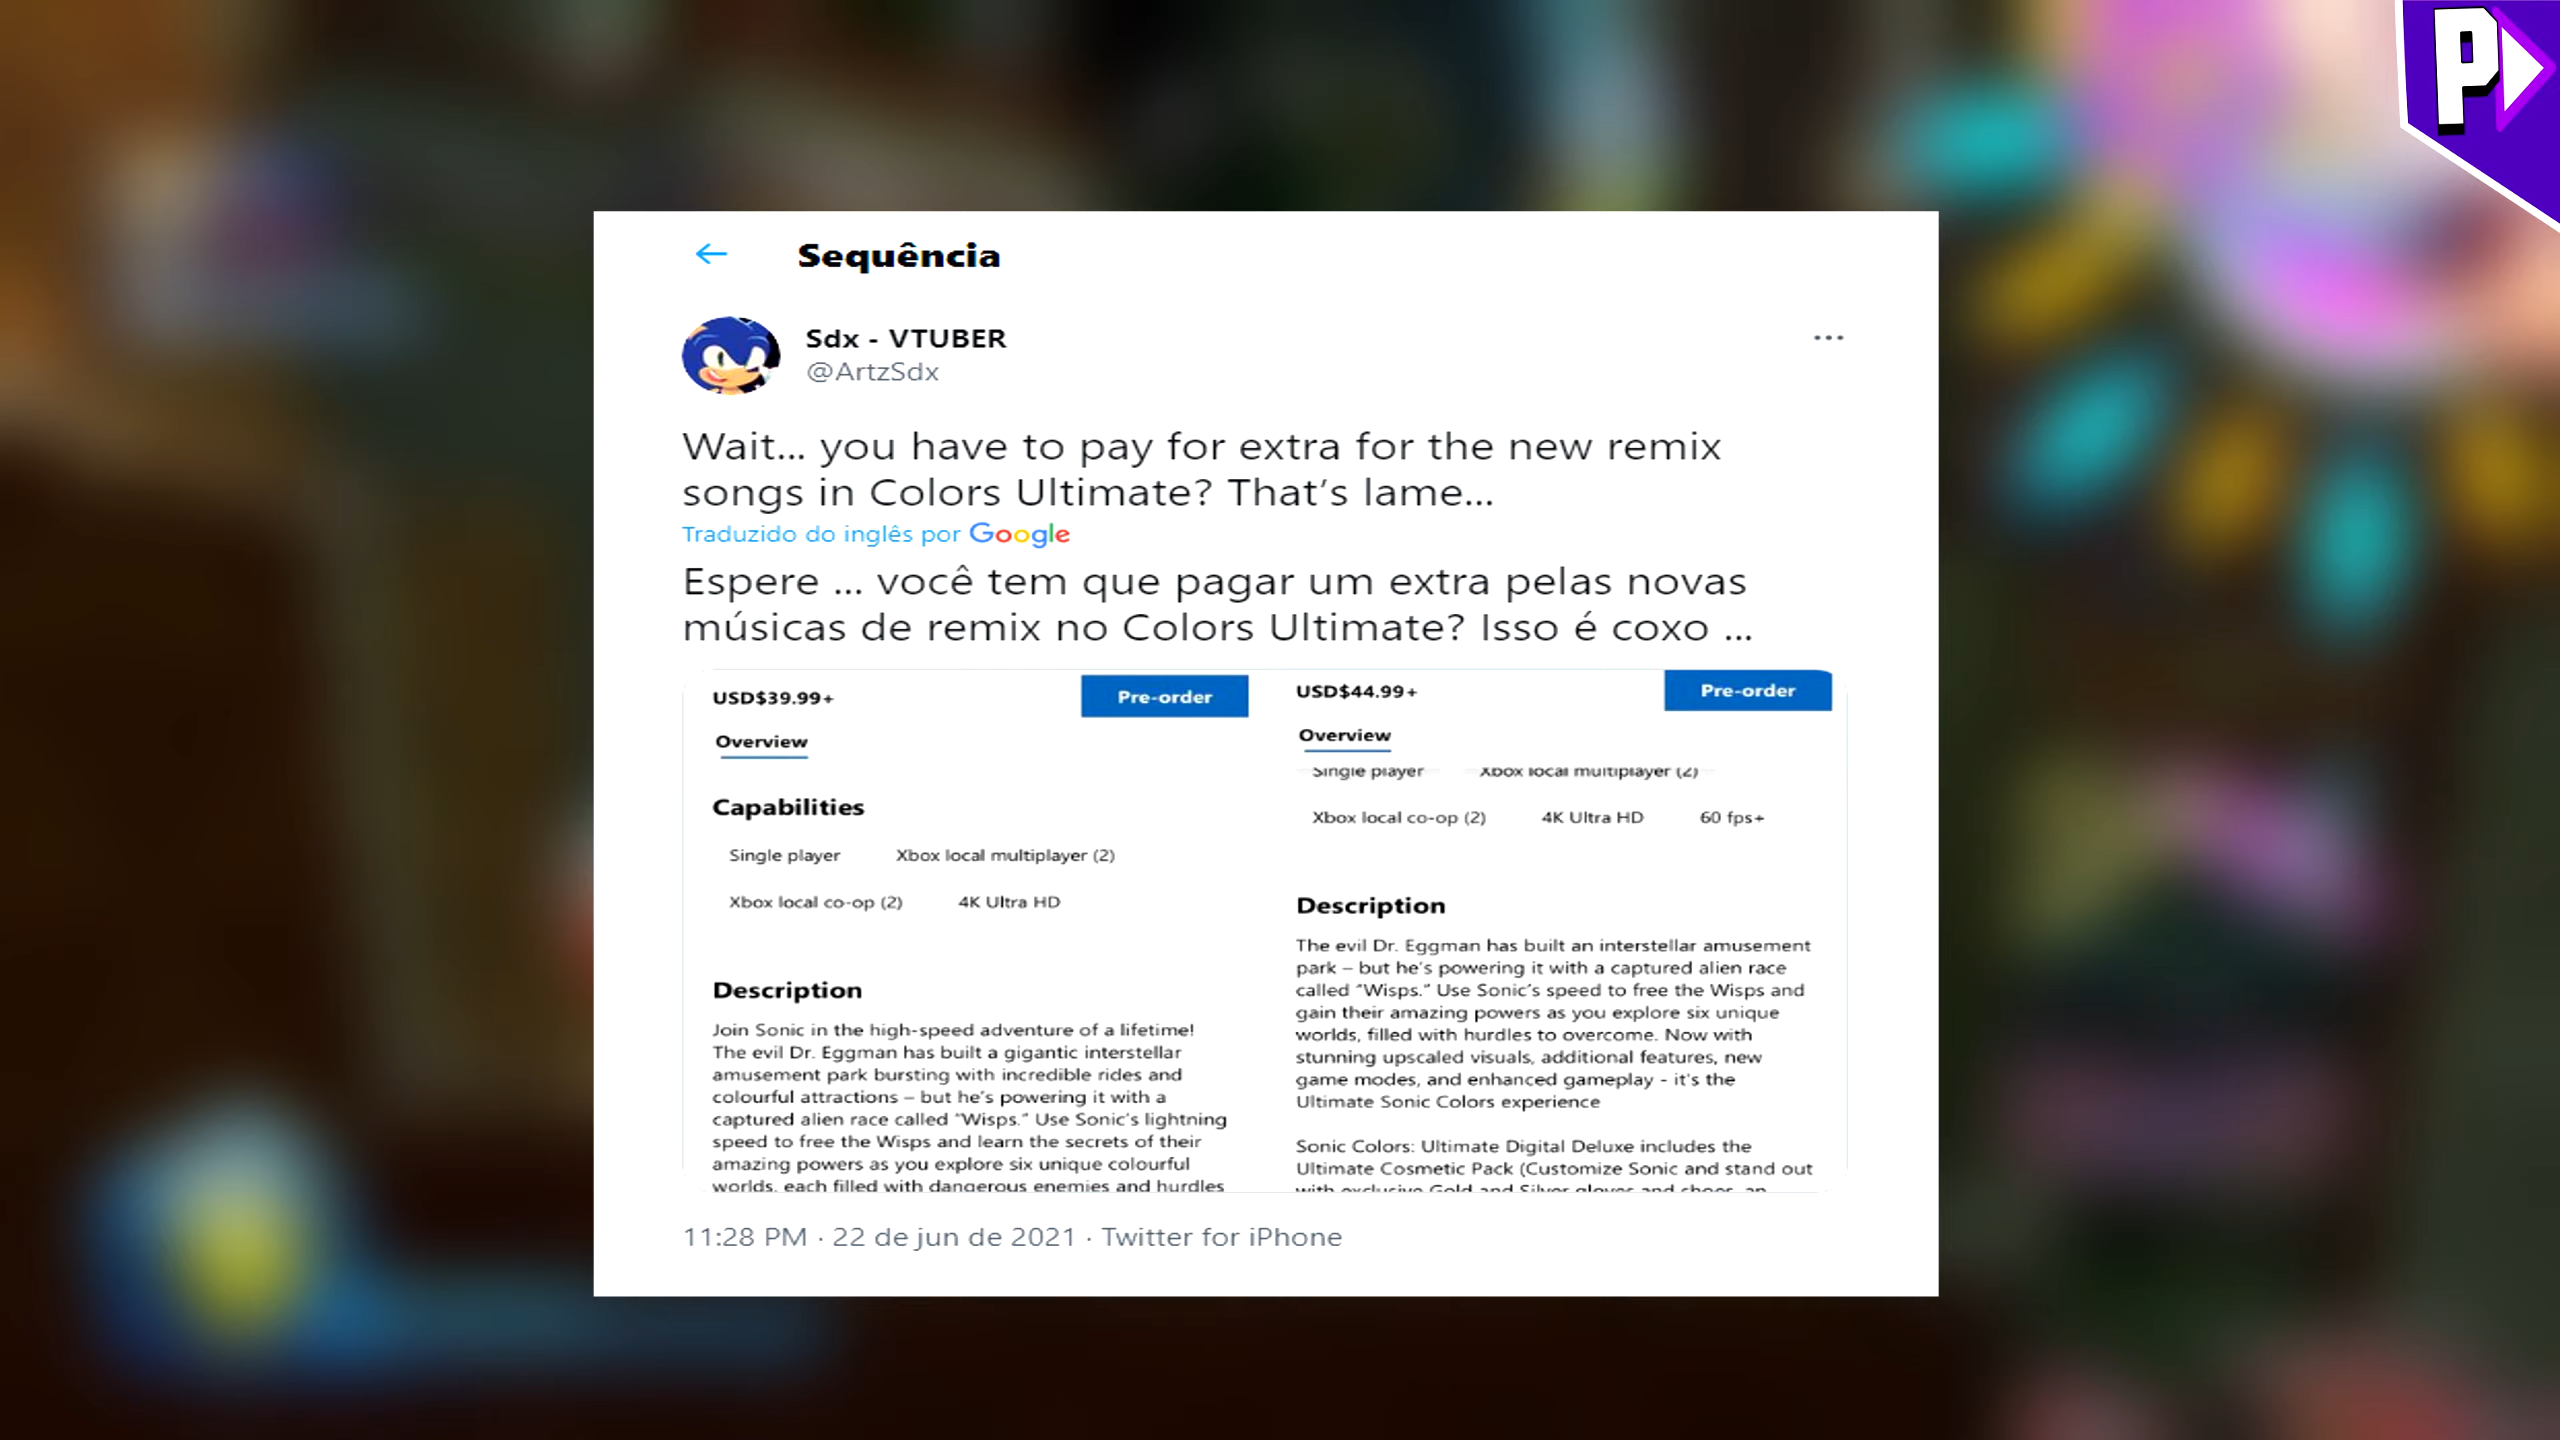 P
Sequência
Sdx - VTUBER
@ArtzSdx
Wait... you have to pay for extra for the new remix
songs in Colors Ultimate? That's lame...
Traduzido do inglês por Google
Espere ... você tem que pagar um extra pelas novas
músicas de remix no Colors Ultimate? Isso é coxo ...
USD$39.99+
Pre-order
Overview
Capabilities
Single player Xbox local multiplayer (2)
Xbox local co-op (2) 4K Ultra HD
Description
Join Sonic in the high-speed adventure of a lifetime!
The evil Dr. Eggman has built a gigantic interstellar
amusement park bursting with incredible rides and
colourful attractions – but he's powering it with a
captured alien race called "Wisps." Use Sonic's lightning
speed to free the Wisps and learn the secrets of their
amazing powers as you explore six unique colourful
worlds, each filled with dangerous enemies and hurdles
USD$44.99+
Pre-order
Overview
Single player Xbox local multiplayer (2)
Xbox local co-op (2) 4K Ultra HD 60 fps+
Description
The evil Dr. Eggman has built an interstellar amusement
park – but he's powering it with a captured alien race
called "Wisps." Use Sonic's speed to free the Wisps and
gain their amazing powers as you explore six unique
worlds, filled with hurdles to overcome. Now with
stunning upscaled visuals, additional features, new
game modes, and enhanced gameplay - it's the
Ultimate Sonic Colors experience
Sonic Colors: Ultimate Digital Deluxe includes the
Ultimate Cosmetic Pack (Customize Sonic and stand out
with exclusive Gold and Silver gloves and shoes, an
11:28 PM · 22 de jun de 2021 · Twitter for iPhone